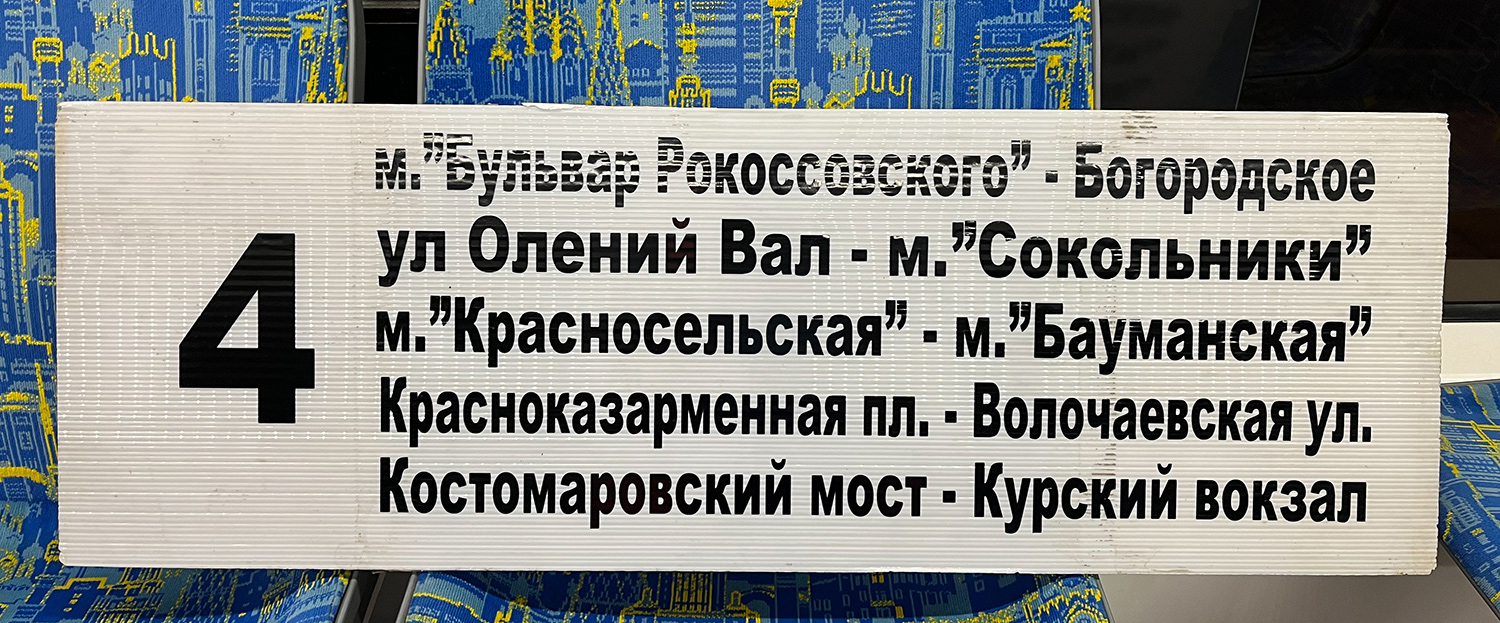 4
м.”Бульвар Рокоссовского” - Богородское
ул Олений Вал - м.”Сокольники”
м.”Красносельская” - м.”Бауманская”
Красноказарменная пл. - Волочаевская ул.
Костомаровский мост - Курский вокзал